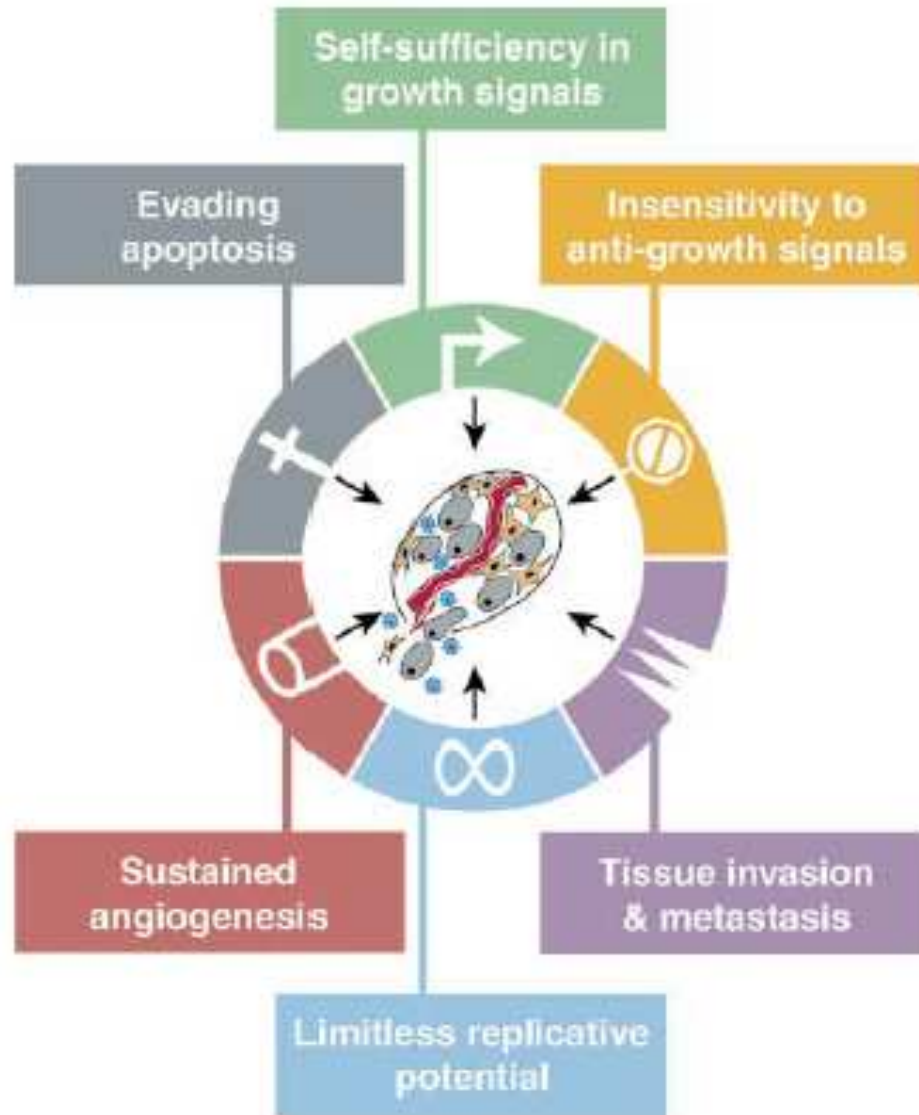 Self-sufficiency in
growth signals
Evading
apoptosis
Insensitivity to
anti-growth signals
Sustained
angiogenesis
Tissue invasion
& metastasis
Limitless replicative
potential